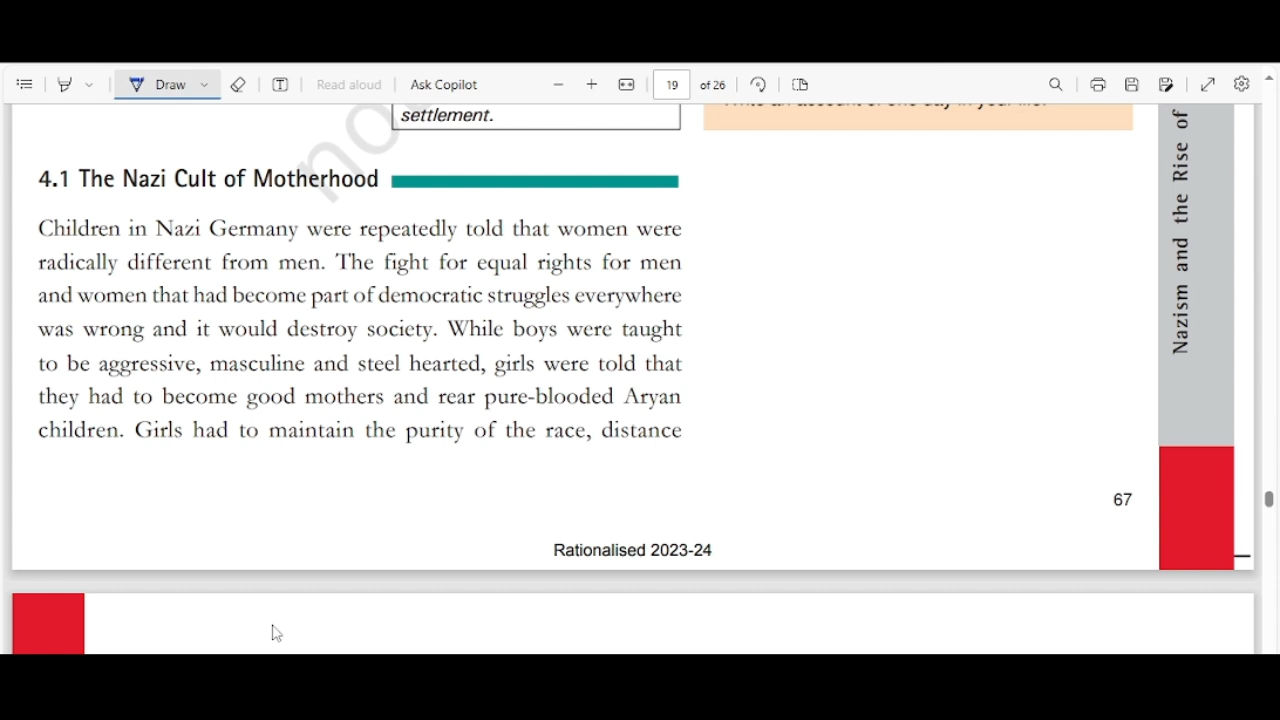 Draw
Read aloud
Ask Copilot
19
of 26
settlement.
4.1 The Nazi Cult of Motherhood
Children in Nazi Germany were repeatedly told that women were
radically different from men. The fight for equal rights for men
and women that had become part of democratic struggles everywhere
was wrong and it would destroy society. While boys were taught
to be aggressive, masculine and steel hearted, girls were told that
they had to become good mothers and rear pure-blooded Aryan
children. Girls had to maintain the purity of the race, distance
Nazism and the Rise of
67
Rationalised 2023-24